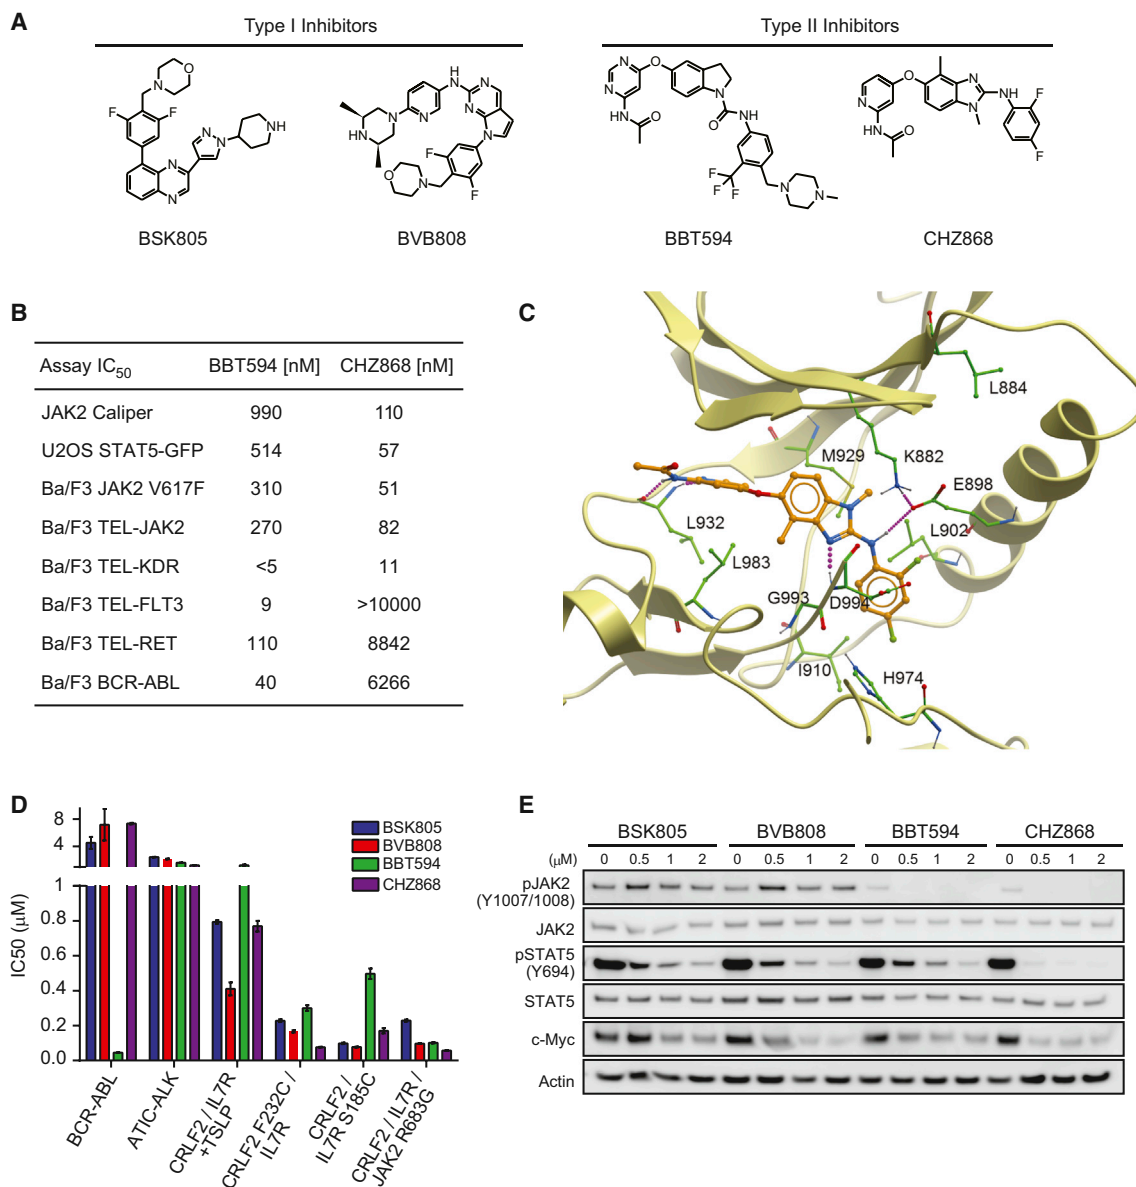 A
Type I Inhibitors
Type II Inhibitors
BSK805
BVB808
BBT594
CHZ868
B
Assay IC50 BBT594 [nM] CHZ868 [nM]
JAK2 Caliper 990 110
U2OS STAT5-GFP 514 57
Ba/F3 JAK2 V617F 310 51
Ba/F3 TEL-JAK2 270 82
Ba/F3 TEL-KDR <5 11
Ba/F3 TEL-FLT3 9 >10000
Ba/F3 TEL-RET 110 8842
Ba/F3 BCR-ABL 40 6266
C
L884
M929
K882
E898
L932
L902
L983
G993
D994
I910
H974
D
IC50 (μM)
8
4
1
0.8
0.6
0.4
0.2
0.0
BSK805
BVB808
BBT594
CHZ868
BCR-ABL
ATIC-ALK
CRLF2 / IL7R
+TSLP
CRLF2 F232C /
IL7R
CRLF2 /
IL7R S185C
CRLF2 / IL7R /
JAK2 R683G
E
BSK805 BVB808 BBT594 CHZ868
(μM) 0 0.5 1 2 0 0.5 1 2 0 0.5 1 2 0 0.5 1 2
pJAK2
(Y1007/1008)
JAK2
pSTAT5
(Y694)
STAT5
c-Myc
Actin